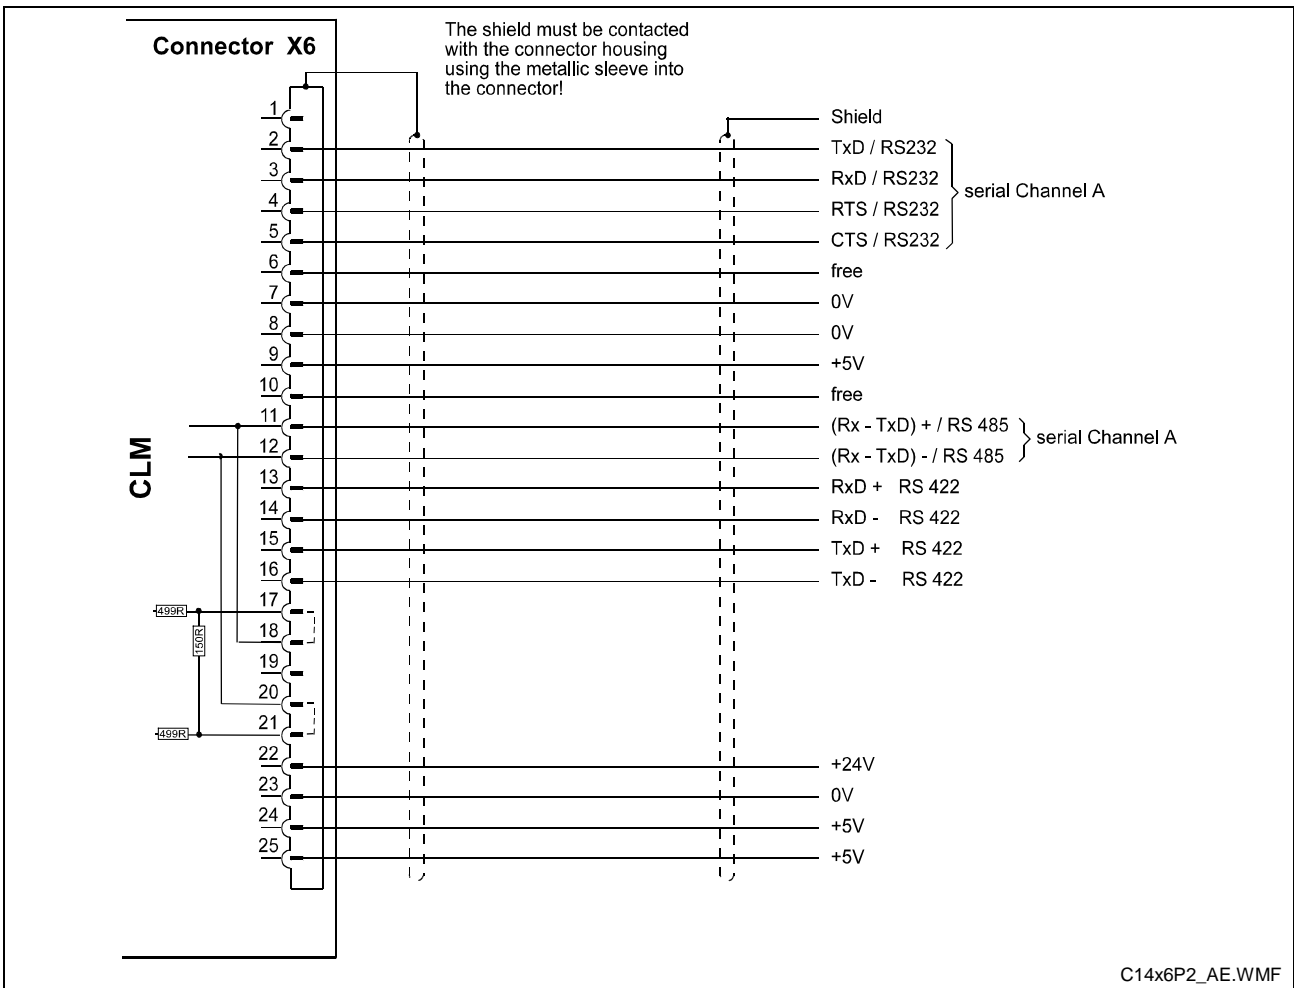 Connector X6
The shield must be contacted
with the connector housing
using the metallic sleeve into
the connector!
1
Shield
2
TxD / RS232
3
RxD / RS232
serial Channel A
4
RTS / RS232
5
CTS / RS232
6
free
7
0V
8
0V
9
+5V
10
free
11
(Rx - TxD) + / RS 485
serial Channel A
12
(Rx - TxD) - / RS 485
CLM
13
RxD + RS 422
14
RxD - RS 422
15
TxD + RS 422
16
TxD - RS 422
17
499R
18
150R
19
20
21
499R
22
+24V
23
0V
24
+5V
25
+5V
C14x6P2_AE.WMF